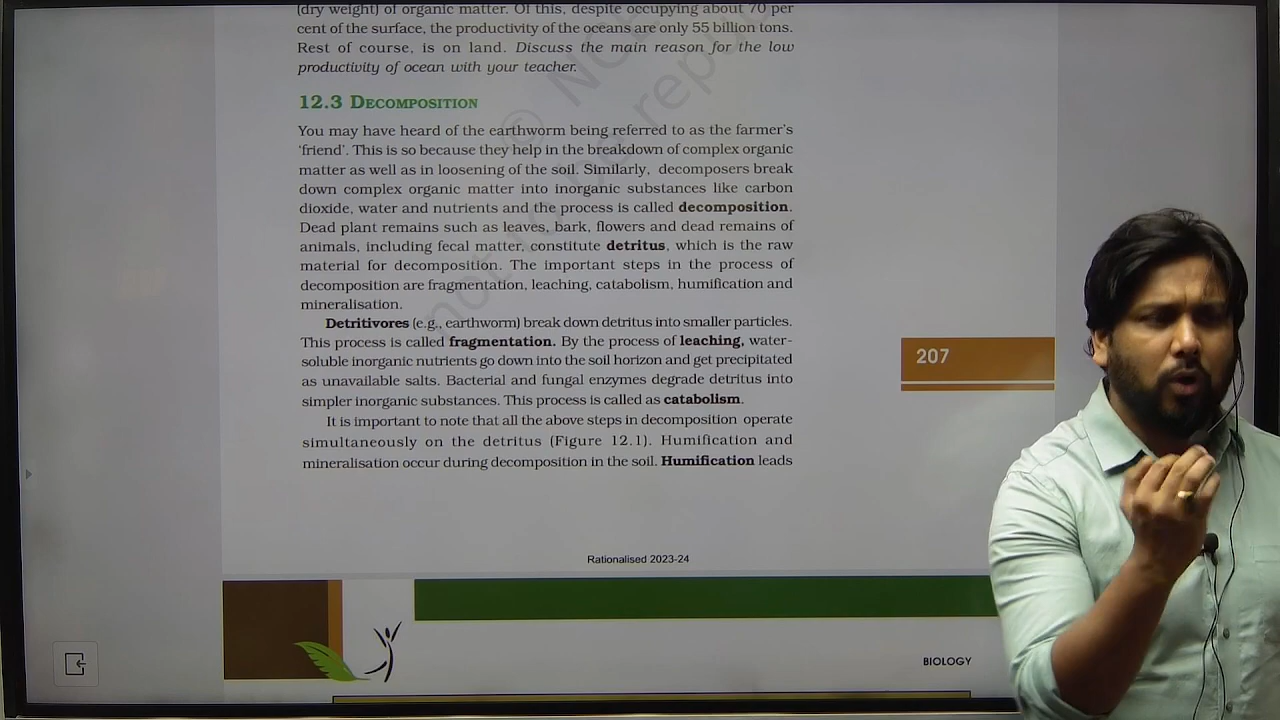 (dry weight) of organic matter. Of this, despite occupying about 70 per
cent of the surface, the productivity of the oceans are only 55 billion tons.
Rest of course, is on land. Discuss the main reason for the low
productivity of ocean with your teacher.
12.3 DECOMPOSITION
You may have heard of the earthworm being referred to as the farmer's
'friend'. This is so because they help in the breakdown of complex organic
matter as well as in loosening of the soil. Similarly, decomposers break
down complex organic matter into inorganic substances like carbon
dioxide, water and nutrients and the process is called decomposition.
Dead plant remains such as leaves, bark, flowers and dead remains of
animals, including fecal matter, constitute detritus, which is the raw
material for decomposition. The important steps in the process of
decomposition are fragmentation, leaching, catabolism, humification and
mineralisation.
Detritivores (e.g., earthworm) break down detritus into smaller particles.
This process is called fragmentation. By the process of leaching, water-
soluble inorganic nutrients go down into the soil horizon and get precipitated
as unavailable salts. Bacterial and fungal enzymes degrade detritus into
simpler inorganic substances. This process is called as catabolism.
It is important to note that all the above steps in decomposition operate
simultaneously on the detritus (Figure 12.1). Humification and
mineralisation occur during decomposition in the soil. Humification leads
207
Rationalised 2023-24
BIOLOGY